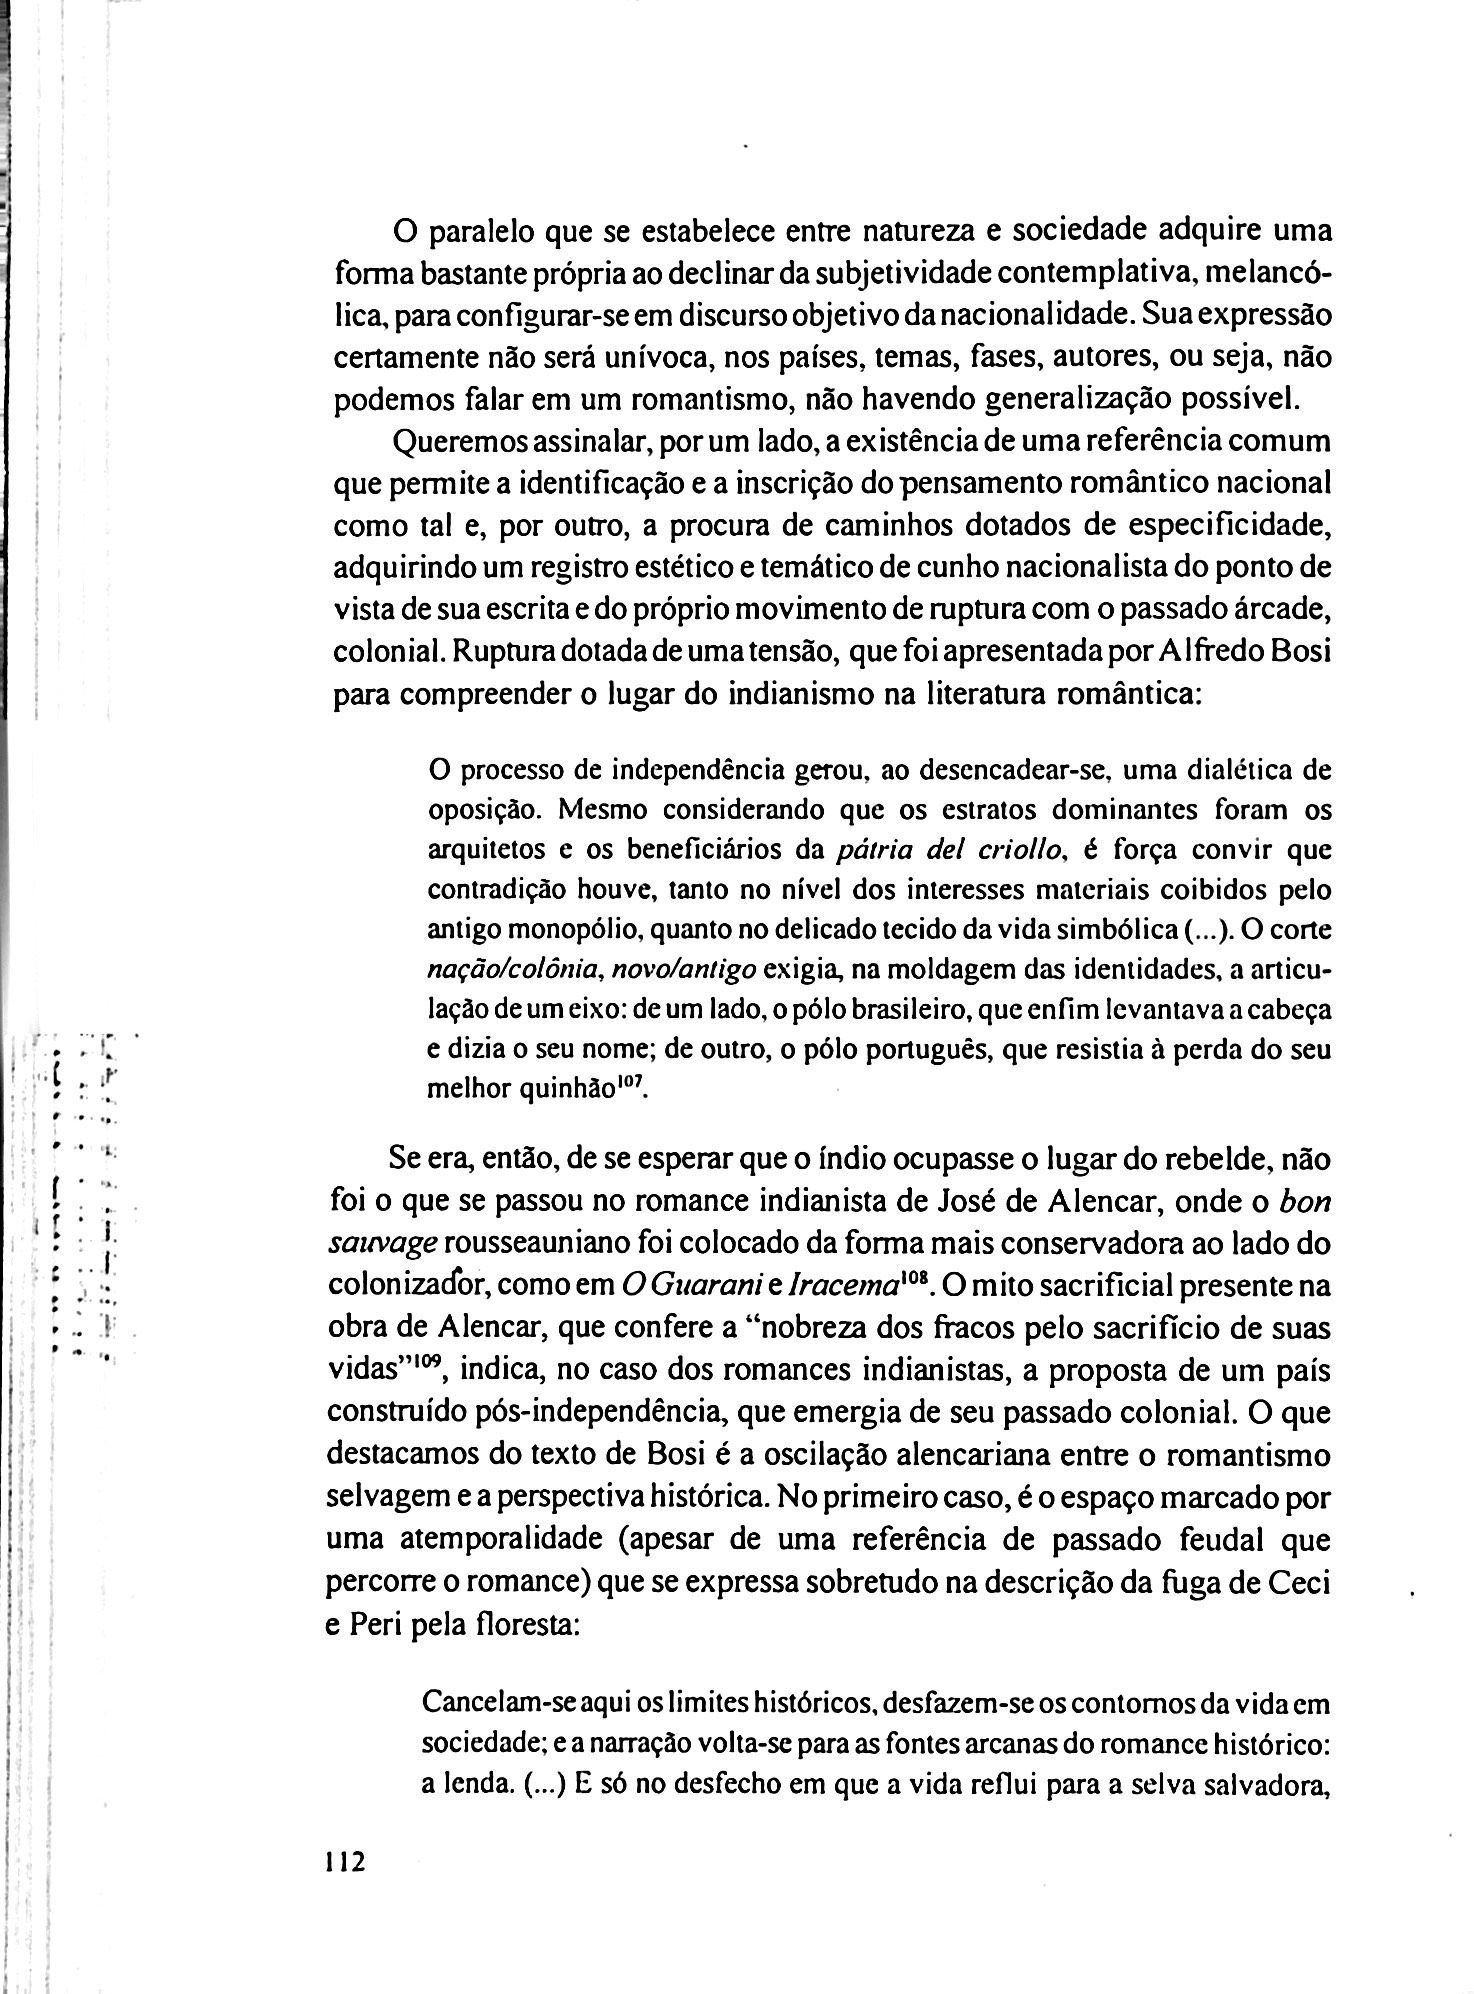 O paralelo que se estabelece entre natureza e sociedade adquire uma
forma bastante própria ao declinar da subjetividade contemplativa, melancó-
lica, para configurar-se em discurso objetivo da nacionalidade. Sua expressão
certamente não será unívoca, nos países, temas, fases, autores, ou seja, não
podemos falar em um romantismo, não havendo generalização possível.
Queremos assinalar, por um lado, a existência de uma referência comum
que permite a identificação e a inscrição do pensamento romântico nacional
como tal e, por outro, a procura de caminhos dotados de especificidade,
adquirindo um registro estético e temático de cunho nacionalista do ponto de
vista de sua escrita e do próprio movimento de ruptura com o passado árcade,
colonial. Ruptura dotada de uma tensão, que foi apresentada por Alfredo Bosi
para compreender o lugar do indianismo na literatura romântica:
O processo de independência gerou, ao desencadear-se, uma dialética de
oposição. Mesmo considerando que os estratos dominantes foram os
arquitetos e os beneficiários da pátria del criollo, é força convir que
contradição houve, tanto no nível dos interesses materiais coibidos pelo
antigo monopólio, quanto no delicado tecido da vida simbólica (...). O corte
nação/colônia, novo/antigo exigia, na moldagem das identidades, a articu-
lação de um eixo: de um lado, o pólo brasileiro, que enfim levantava a cabeça
e dizia o seu nome; de outro, o pólo português, que resistia à perda do seu
melhor quinhão¹⁰⁷.
Se era, então, de se esperar que o índio ocupasse o lugar do rebelde, não
foi o que se passou no romance indianista de José de Alencar, onde o bon
sauvage rousseauniano foi colocado da forma mais conservadora ao lado do
colonizador, como em O Guarani e Iracema¹⁰⁸. O mito sacrificial presente na
obra de Alencar, que confere a “nobreza dos fracos pelo sacrifício de suas
vidas”¹⁰⁹, indica, no caso dos romances indianistas, a proposta de um país
construído pós-independência, que emergia de seu passado colonial. O que
destacamos do texto de Bosi é a oscilação alencariana entre o romantismo
selvagem e a perspectiva histórica. No primeiro caso, é o espaço marcado por
uma atemporalidade (apesar de uma referência de passado feudal que
percorre o romance) que se expressa sobretudo na descrição da fuga de Ceci
e Peri pela floresta:
Cancelam-se aqui os limites históricos, desfazem-se os contornos da vida em
sociedade; e a narração volta-se para as fontes arcanas do romance histórico:
a lenda. (...) E só no desfecho em que a vida reflui para a selva salvadora,
112